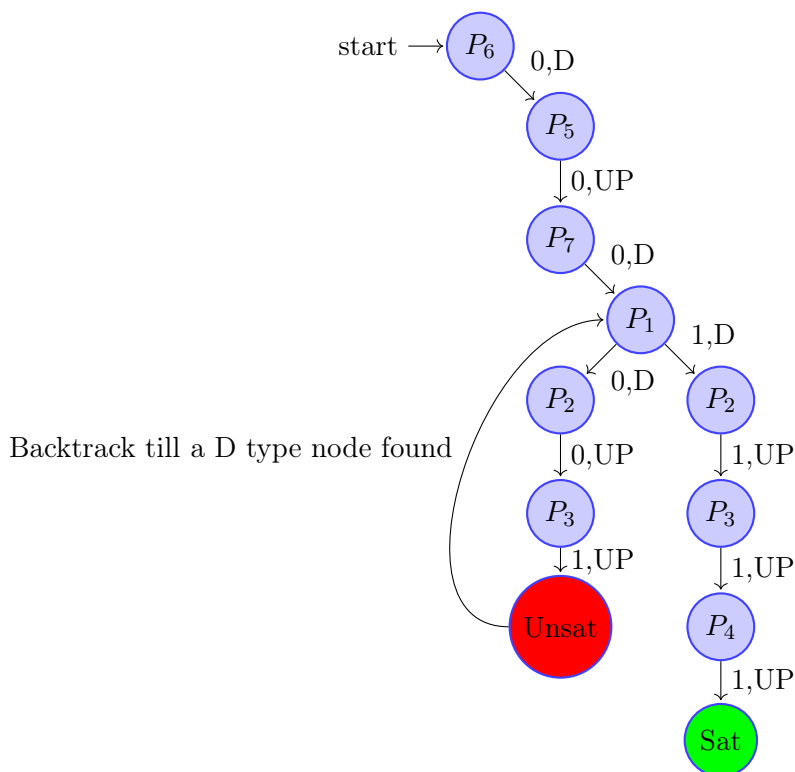 start
P₆
0,D
P₅
0,UP
P₇
0,D
P₁
1,D
0,D
P₂
P₂
Backtrack till a D type node found
0,UP
1,UP
P₃
P₃
1,UP
1,UP
Unsat
P₄
1,UP
Sat